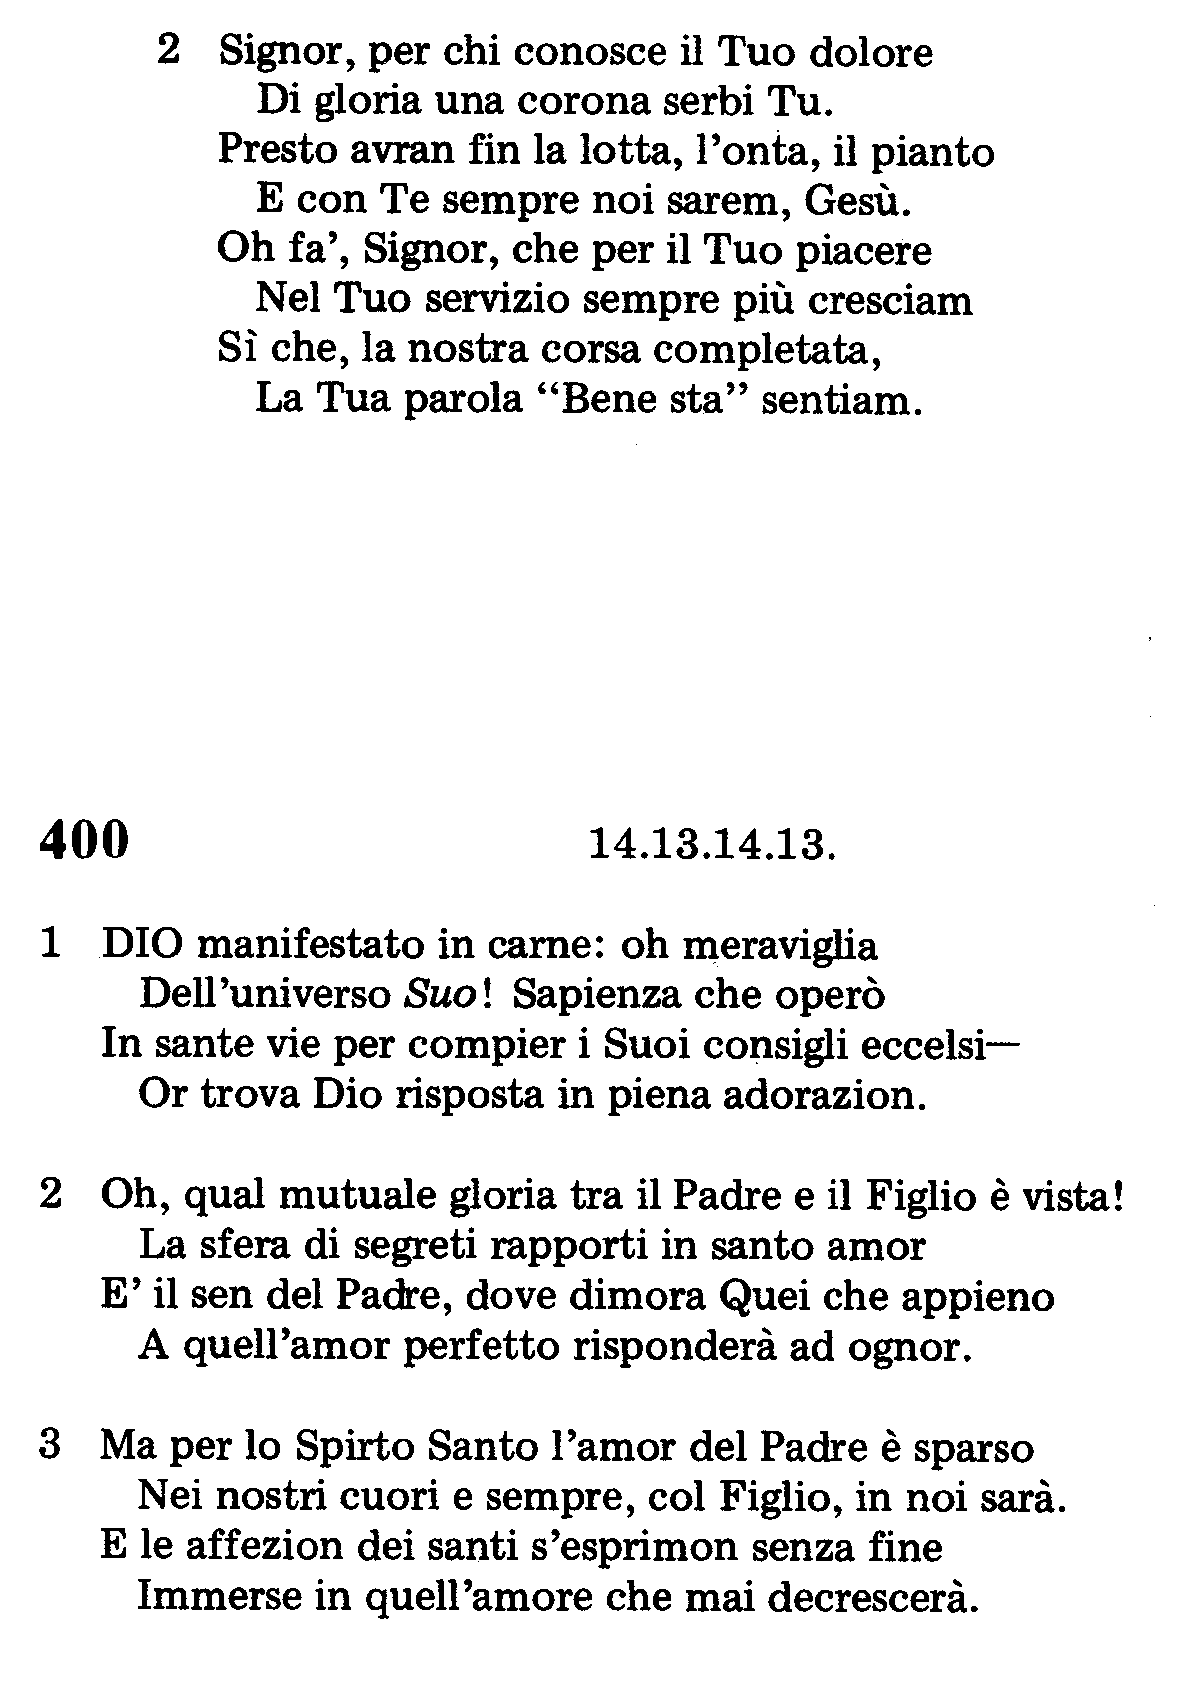 2 Signor, per chi conosce il Tuo dolore
Di gloria una corona serbi Tu.
Presto avran fin la lotta, l'onta, il pianto
E con Te sempre noi sarem, Gesù.
Oh fa', Signor, che per il Tuo piacere
Nel Tuo servizio sempre più cresciam
Sì che, la nostra corsa completata,
La Tua parola “Bene sta” sentiam.
400 14.13.14.13.
1 DIO manifestato in carne: oh meraviglia
Dell'universo Suo! Sapienza che operò
In sante vie per compier i Suoi consigli eccelsi—
Or trova Dio risposta in piena adorazion.
2 Oh, qual mutuale gloria tra il Padre e il Figlio è vista!
La sfera di segreti rapporti in santo amor
E' il sen del Padre, dove dimora Quei che appieno
A quell'amor perfetto risponderà ad ognor.
3 Ma per lo Spirto Santo l'amor del Padre è sparso
Nei nostri cuori e sempre, col Figlio, in noi sarà.
E le affezion dei santi s'esprimon senza fine
Immerse in quell'amore che mai decrescerà.